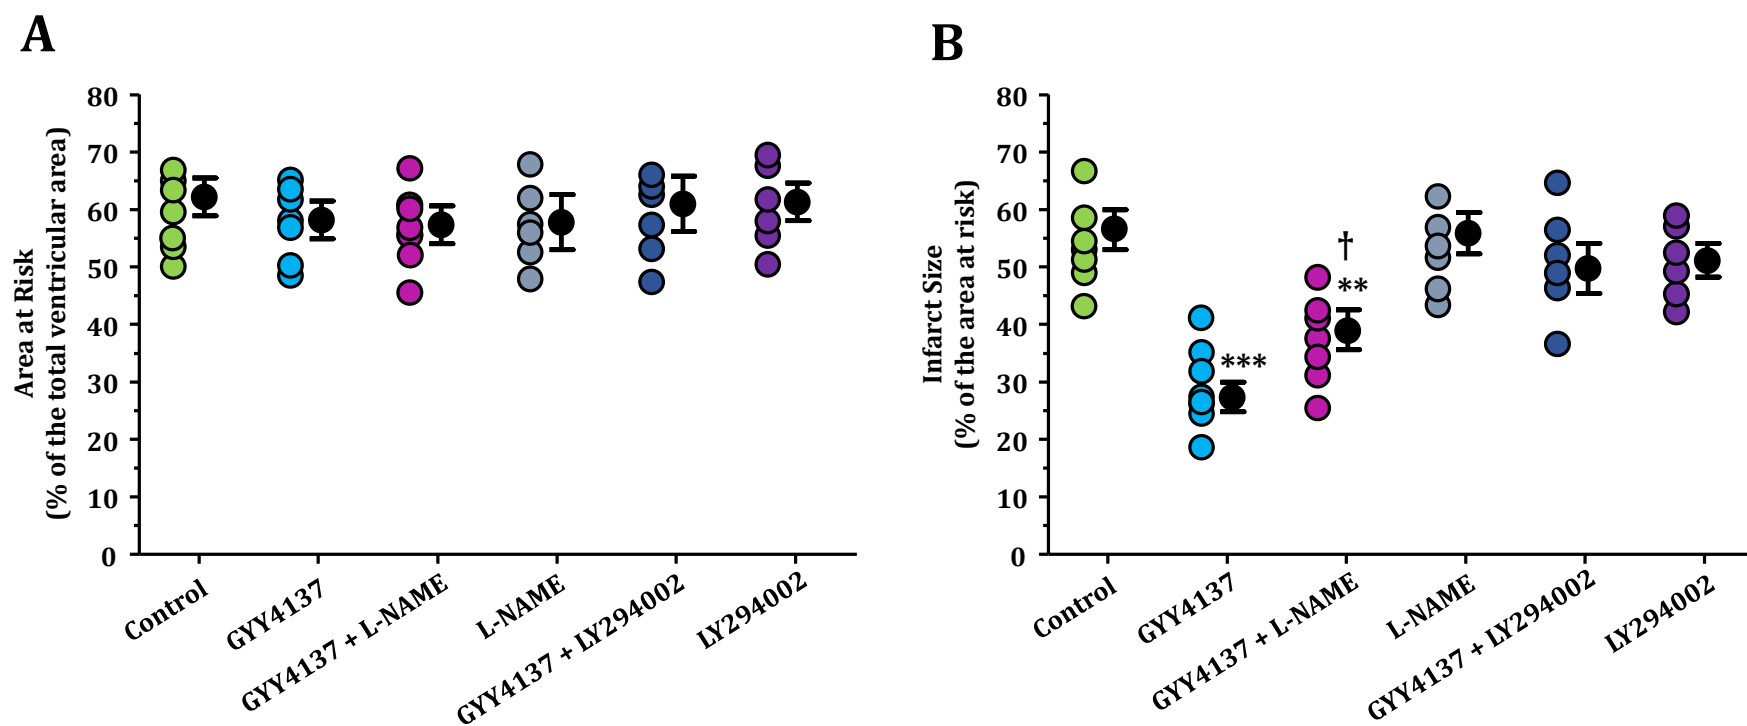 A
Area at Risk
(% of the total ventricular area)
80
70
60
50
40
30
20
10
0
Control
GYY4137
GYY4137 + L-NAME
L-NAME
GYY4137 + LY294002
LY294002
B
Infarct Size
(% of the area at risk)
80
70
60
50
40
30
20
10
0
***
†
**
Control
GYY4137
GYY4137 + L-NAME
L-NAME
GYY4137 + LY294002
LY294002